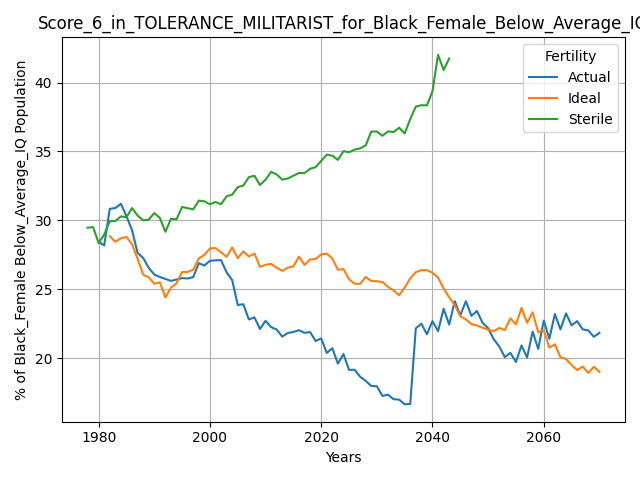 Score_6_in_TOLERANCE_MILITARIST_for_Black_Female_Below_Average_IQ
% of Black_Female Below_Average_IQ Population
40
35
30
25
20
Fertility
Actual
Ideal
Sterile
1980
2000
2020
2040
2060
Years